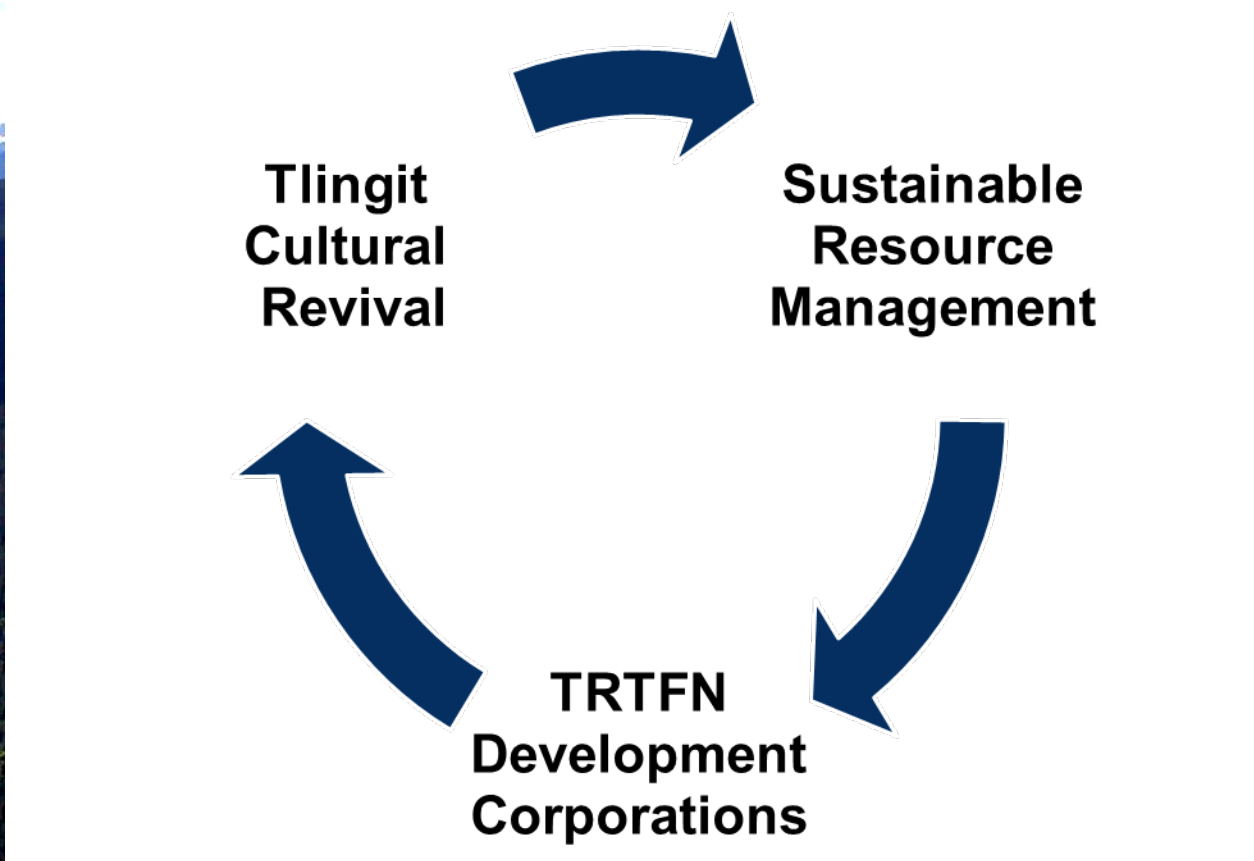 Tlingit
Cultural
Revival
Sustainable
Resource
Management
TRTFN
Development
Corporations